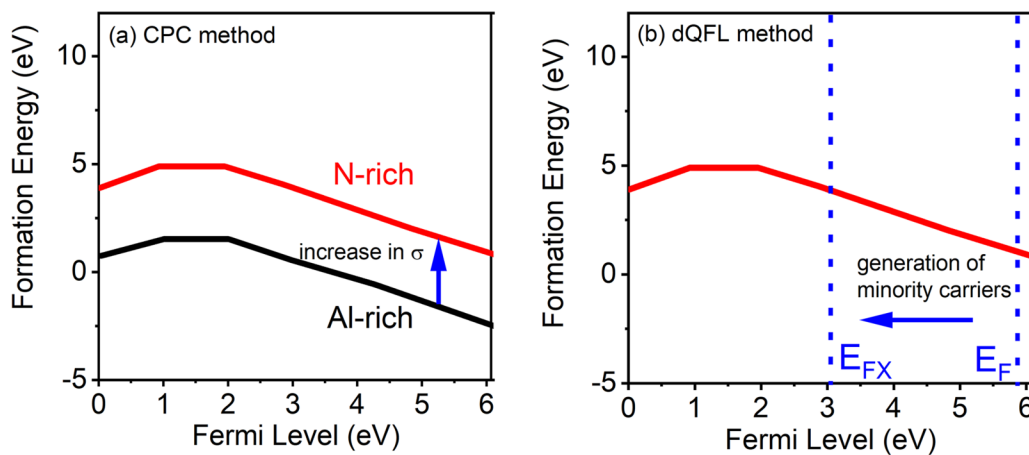 (a) CPC method
Formation Energy (eV)
10
5
0
-5
N-rich
increase in σ
Al-rich
0 1 2 3 4 5 6
Fermi Level (eV)
(b) dQFL method
Formation Energy (eV)
10
5
0
-5
generation of
minority carriers
E_FX
E_F
0 1 2 3 4 5 6
Fermi Level (eV)